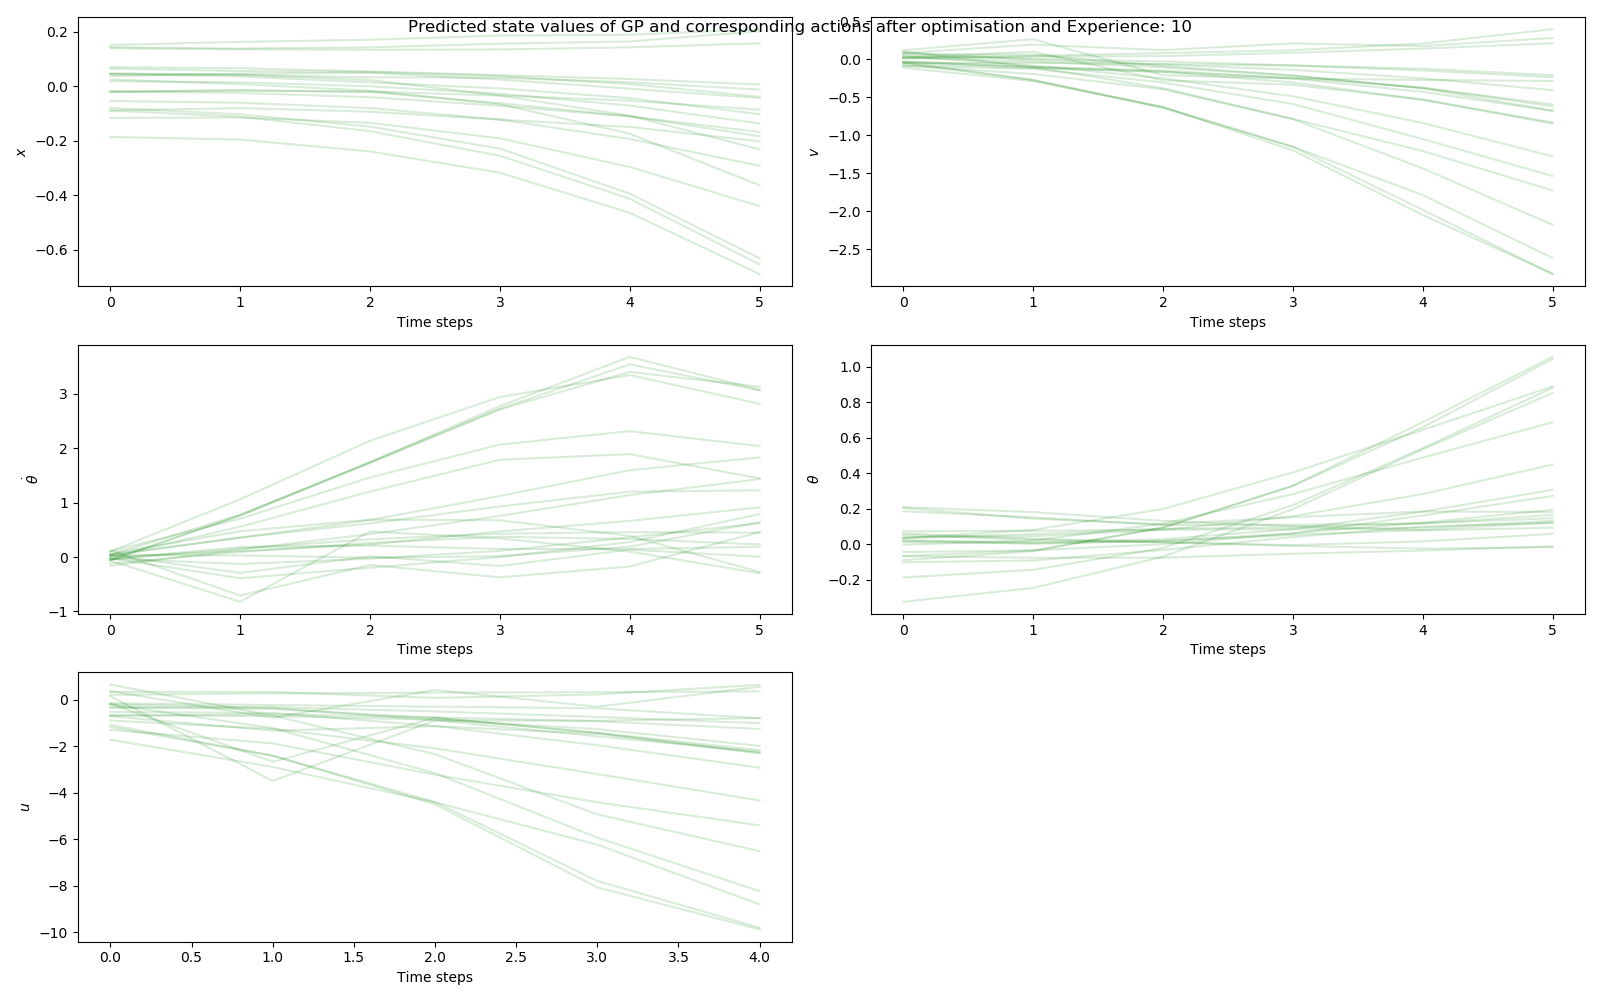 Predicted state values of GP and corresponding actions after optimisation and Experience: 10
0.2
0.0
−0.2
−0.4
−0.6
x
0 1 2 3 4 5
Time steps
0.5
0.0
−0.5
−1.0
−1.5
−2.0
−2.5
v
0 1 2 3 4 5
Time steps
3
2
1
0
−1
θ̇
0 1 2 3 4 5
Time steps
1.0
0.8
0.6
0.4
0.2
0.0
−0.2
θ
0 1 2 3 4 5
Time steps
0
−2
−4
−6
−8
−10
u
0.0 0.5 1.0 1.5 2.0 2.5 3.0 3.5 4.0
Time steps